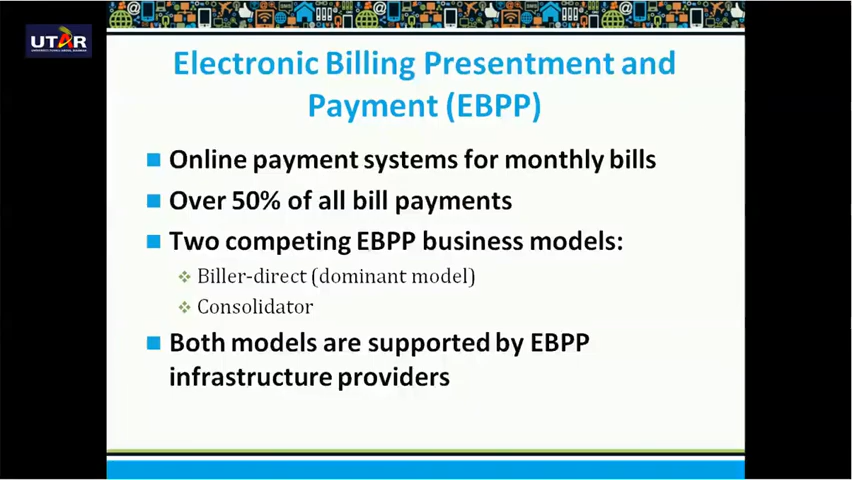 UTAR
Electronic Billing Presentment and
Payment (EBPP)
Online payment systems for monthly bills
Over 50% of all bill payments
Two competing EBPP business models:
Biller-direct (dominant model)
Consolidator
Both models are supported by EBPP
infrastructure providers